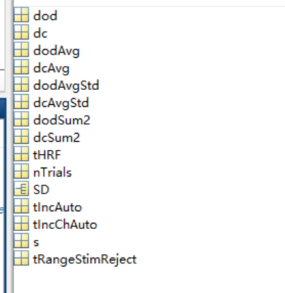 dod
dc
dodAvg
dcAvg
dodAvgStd
dcAvgStd
dodSum2
dcSum2
tHRF
nTrials
SD
tIncAuto
tIncChAuto
s
tRangeStimReject